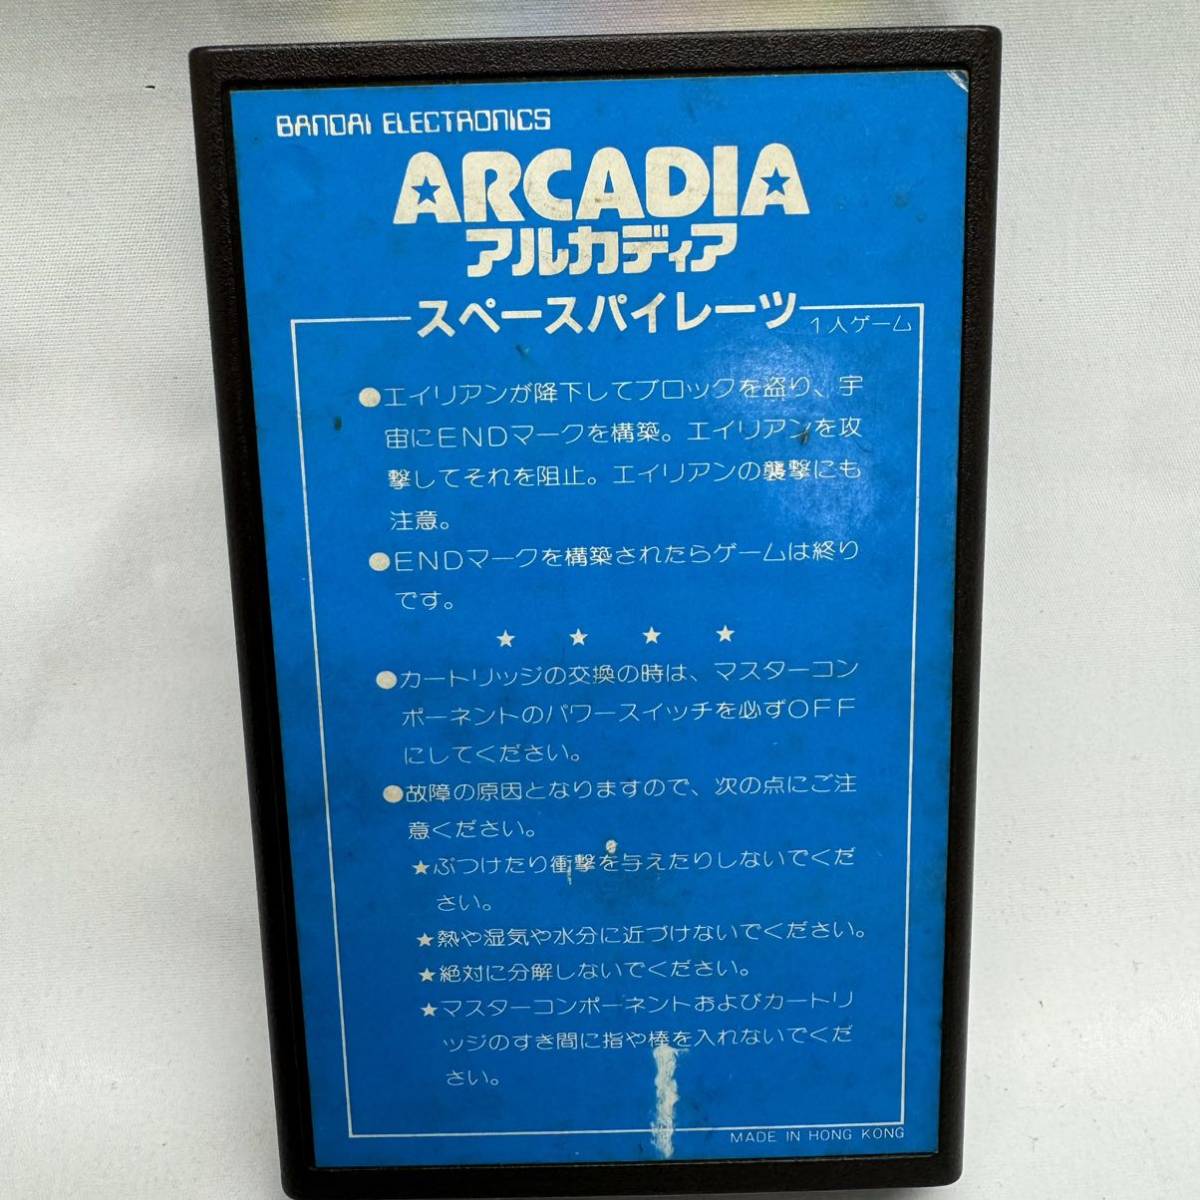 BANDAI ELECTRONICS
ARCADIA
アルカディア
スペースパイレーツ
1人ゲーム
●エイリアンが降下してブロックを盗り、宇
宙にENDマークを構築。エイリアンを攻
撃してそれを阻止。エイリアンの襲撃にも
注意。
●ENDマークを構築されたらゲームは終り
です。
★ ★ ★ ★
●カートリッジの交換の時は、マスターコン
ポーネントのパワースイッチを必ずOFF
にしてください。
●故障の原因となりますので、次の点にご注
意ください。
★ぶつけたり衝撃を与えたりしないでくだ
さい。
★熱や湿気や水分に近づけないでください。
★絶対に分解しないでください。
★マスターコンポーネントおよびカートリ
ッジのすき間に指や棒を入れないでくだ
さい。
MADE IN HONG KONG